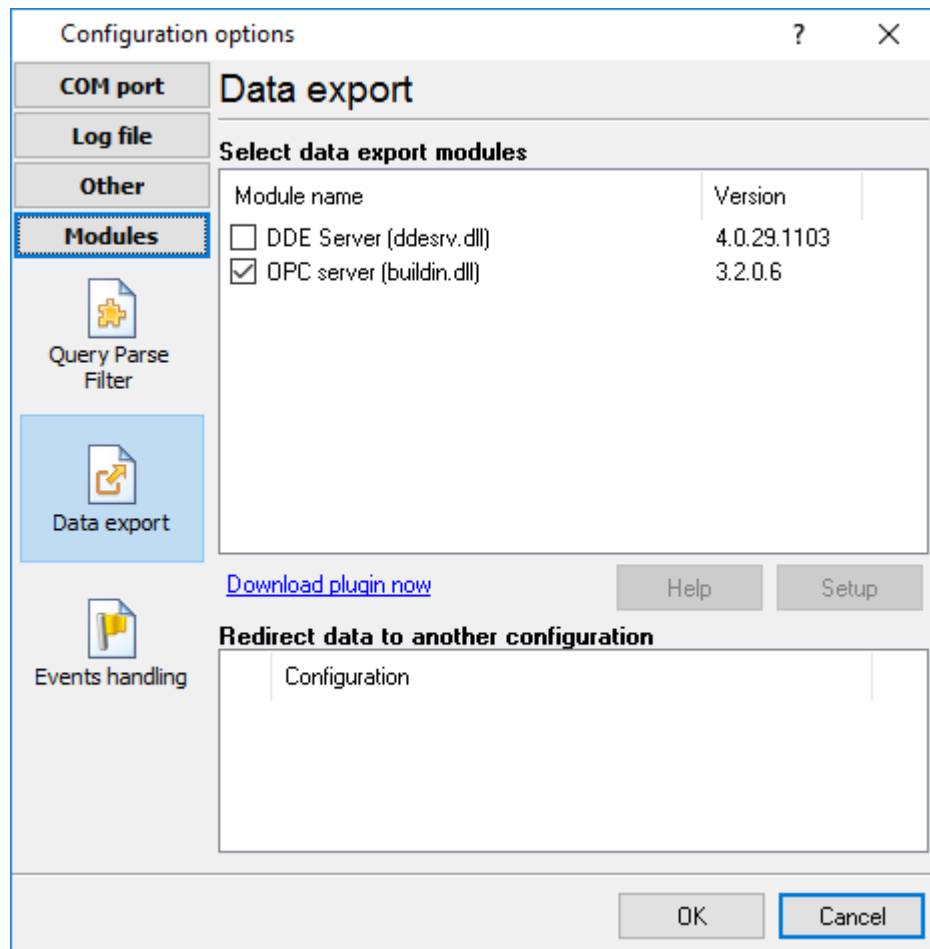 Configuration options
?
COM port
Log file
Other
Modules
Query Parse
Filter
Data export
Events handling
Data export
Select data export modules
Module name Version
DDE Server (ddesrv.dll) 4.0.29.1103
OPC server (buildin.dll) 3.2.0.6
Download plugin now
Help
Setup
Redirect data to another configuration
Configuration
OK
Cancel